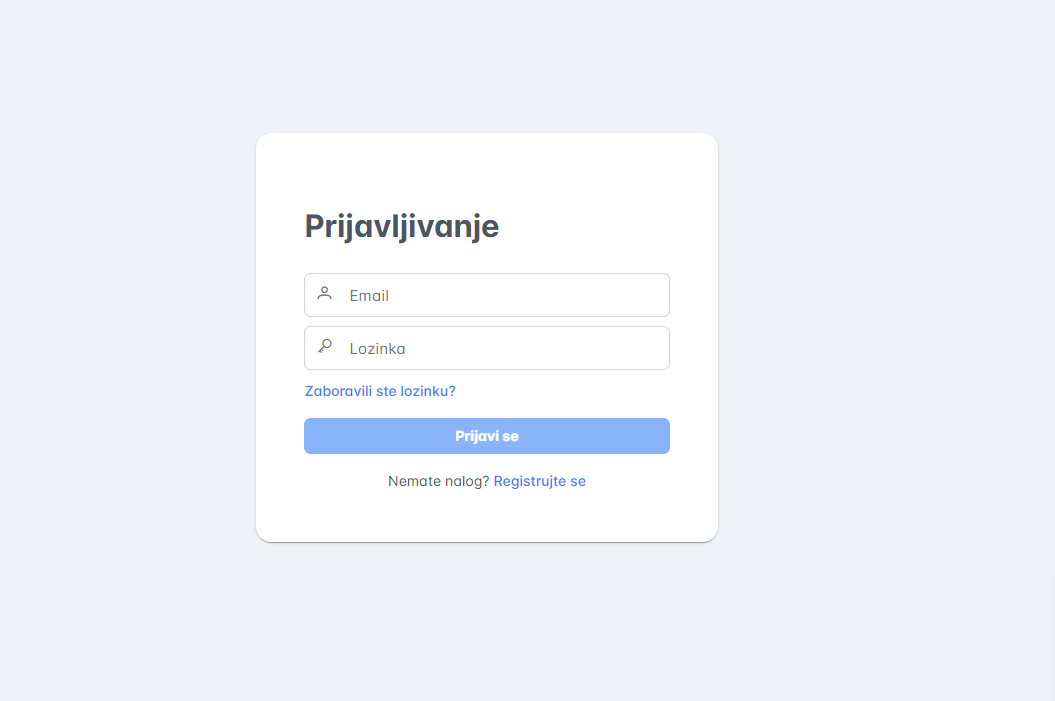 Prijavljivanje
Email
Lozinka
Zaboravili ste lozinku?
Prijavi se
Nemate nalog? Registrujte se